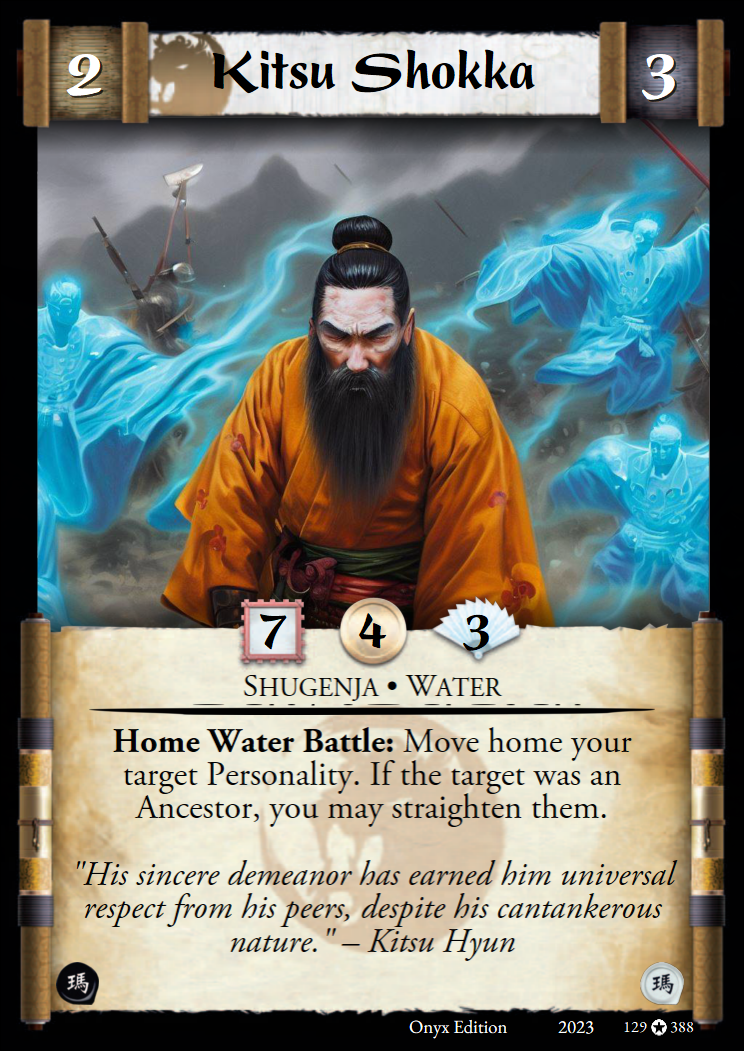 2
Kitsu Shokka
3
7
4
3
Shugenja • Water
Home Water Battle: Move home your
target Personality. If the target was an
Ancestor, you may straighten them.
"His sincere demeanor has earned him universal
respect from his peers, despite his cantankerous
nature." – Kitsu Hyun
瑪
瑪
Onyx Edition 2023 129 ✪ 388